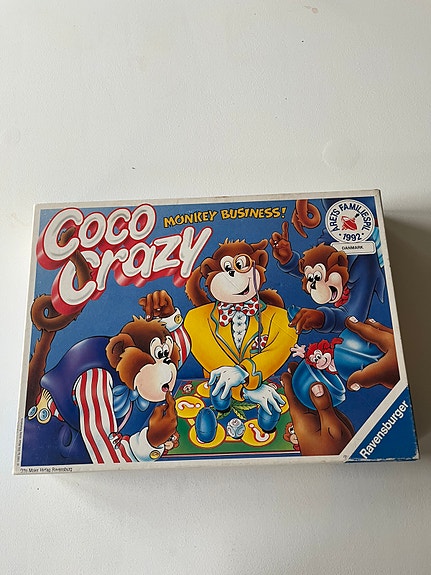 Coco
Crazy
MONKEY BUSINESS!
ÅRETS FAMILIESPIL
1992
DANMARK
Ravensburger
Otto Maier Verlag Ravensburg